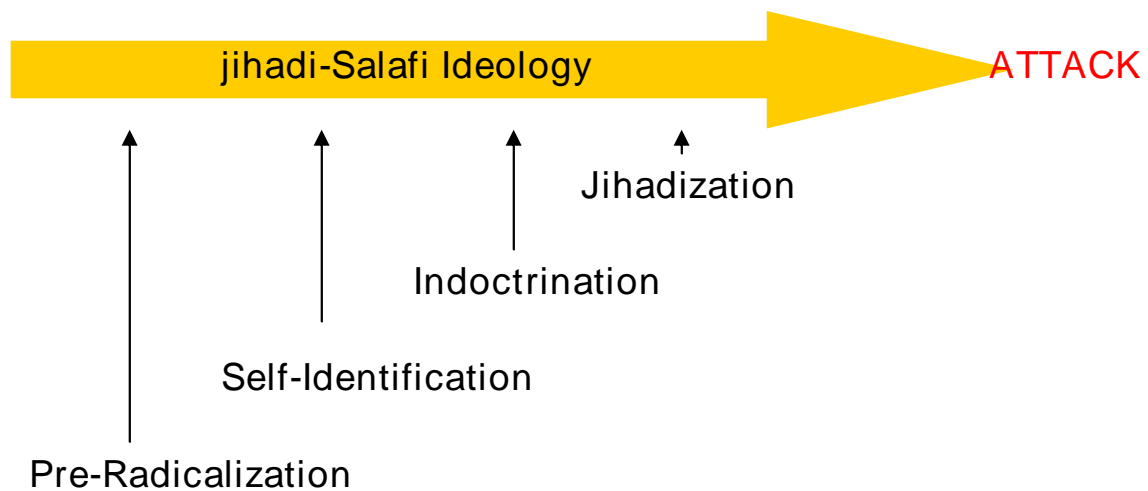 jihadi-Salafi Ideology
ATTACK
Jihadization
Indoctrination
Self-Identification
Pre-Radicalization